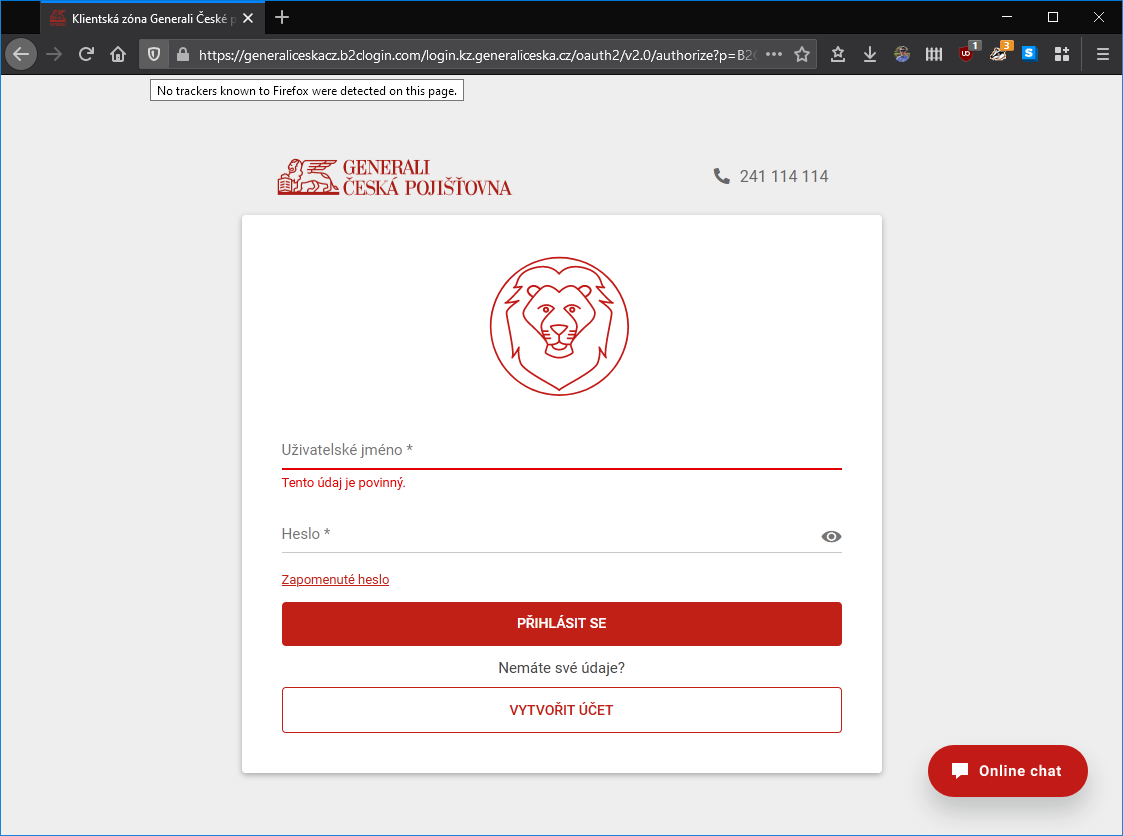 Klientská zóna Generali České p
https://generaliceskacz.b2clogin.com/login.kz.generaliceska.cz/oauth2/v2.0/authorize?p=B2C
1
3
S
No trackers known to Firefox were detected on this page.
GENERALI
ČESKÁ POJIŠŤOVNA
241 114 114
Uživatelské jméno *
Tento údaj je povinný.
Heslo *
Zapomenuté heslo
PŘIHLÁSIT SE
Nemáte své údaje?
VYTVOŘIT ÚČET
Online chat